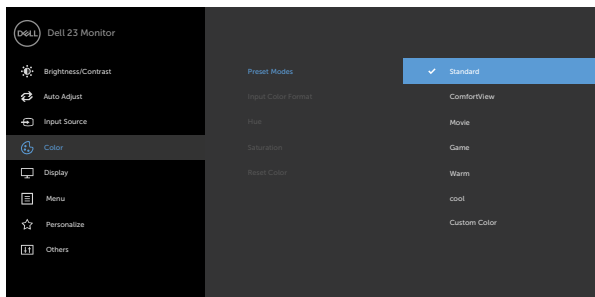 DELL Dell 23 Monitor
Brightness/Contrast
Auto Adjust
Input Source
Color
Display
Menu
Personalize
Others
Preset Modes
Input Color Format
Hue
Saturation
Reset Color
Standard
ComfortView
Movie
Game
Warm
cool
Custom Color